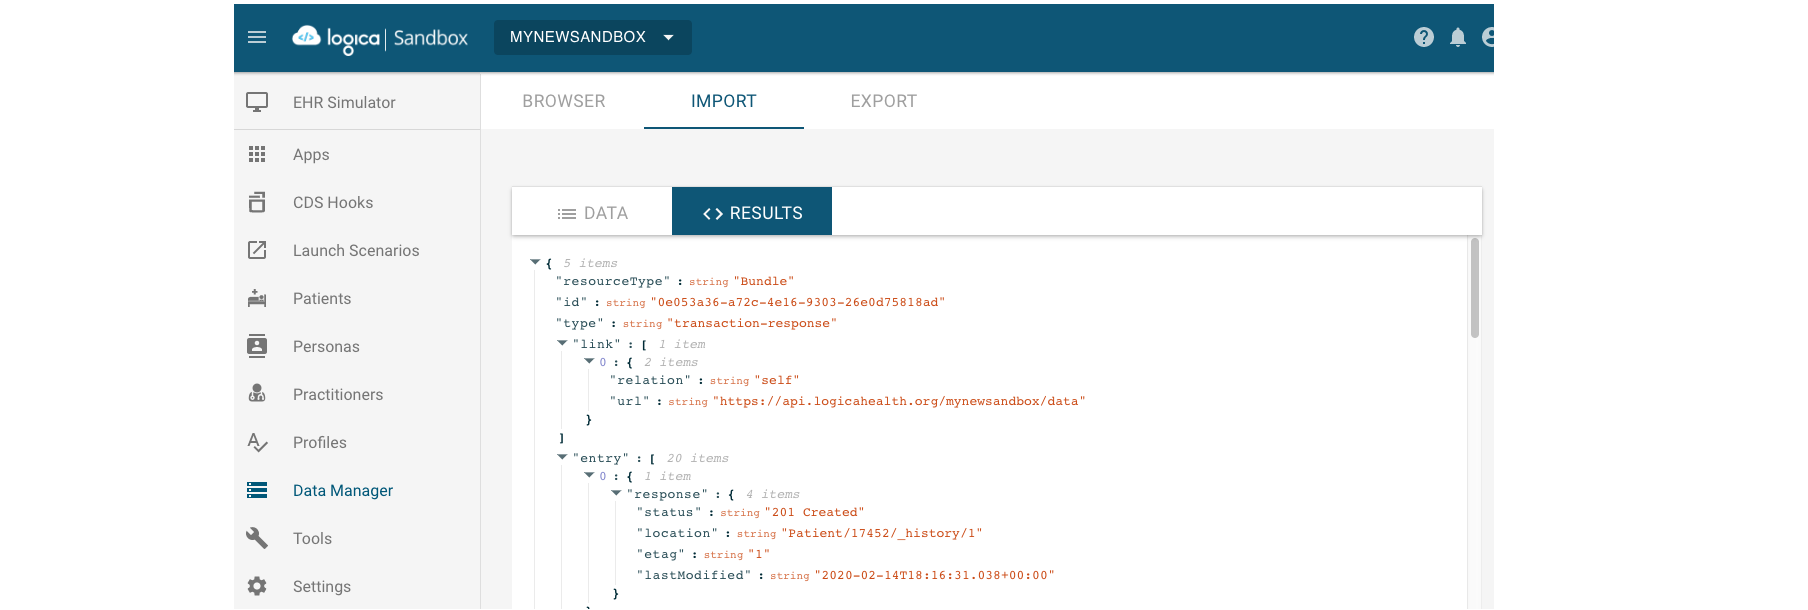 logica | Sandbox
MYNEWSANDBOX
EHR Simulator
Apps
CDS Hooks
Launch Scenarios
Patients
Personas
Practitioners
Profiles
Data Manager
Tools
Settings
BROWSER IMPORT EXPORT
DATA <> RESULTS
{ 5 items
"resourceType" : string "Bundle"
"id" : string "0e053a36-a72c-4e16-9303-26e0d75818ad"
"type" : string "transaction-response"
"link" : [ 1 item
0 : { 2 items
"relation" : string "self"
"url" : string "https://api.logicahealth.org/mynewsandbox/data"
}
]
"entry" : [ 20 items
0 : { 1 item
"response" : { 4 items
"status" : string "201 Created"
"location" : string "Patient/17452/_history/1"
"etag" : string "1"
"lastModified" : string "2020-02-14T18:16:31.038+00:00"
}